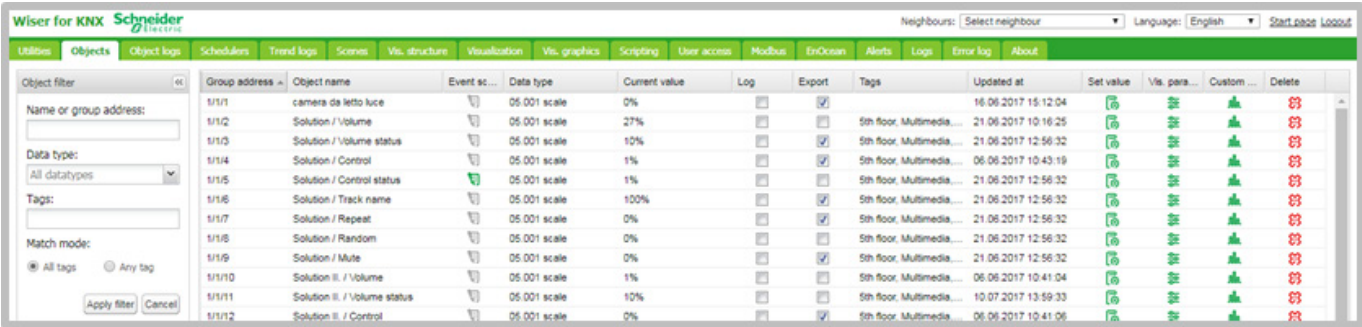 Wiser for KNX Schneider Electric Neighbours: Select neighbour Language: English Start page Logout
Utilities Objects Object logs Schedulers Trend logs Scenes Vis. structure Visualization Vis. graphics Scripting User access Modbus EnOcean Alerts Logs Error log About
Object filter
Name or group address:
Data type:
All datatypes
Tags:
Match mode:
All tags Any tag
Apply filter Cancel
Group address Object name Event sc... Data type Current value Log Export Tags Updated at Set value Vis. para... Custom ... Delete
1/1/1 camera da letto luce 05.001 scale 0% 16.06.2017 15:12:04
1/1/2 Solution / Volume 05.001 scale 27% 5th floor, Multimedia,... 21.06.2017 10:16:25
1/1/3 Solution / Volume status 05.001 scale 10% 5th floor, Multimedia,... 21.06.2017 12:56:32
1/1/4 Solution / Control 05.001 scale 1% 5th floor, Multimedia,... 06.06.2017 10:43:19
1/1/5 Solution / Control status 05.001 scale 1% 5th floor, Multimedia,... 21.06.2017 12:56:32
1/1/6 Solution / Track name 05.001 scale 100% 5th floor, Multimedia,... 21.06.2017 12:56:32
1/1/7 Solution / Repeat 05.001 scale 0% 5th floor, Multimedia,... 21.06.2017 12:56:32
1/1/8 Solution / Random 05.001 scale 0% 5th floor, Multimedia,... 21.06.2017 12:56:32
1/1/9 Solution / Mute 05.001 scale 0% 5th floor, Multimedia,... 21.06.2017 12:56:32
1/1/10 Solution II. / Volume 05.001 scale 1% 5th floor, Multimedia,... 06.06.2017 10:41:04
1/1/11 Solution II. / Volume status 05.001 scale 10% 5th floor, Multimedia,... 10.07.2017 13:59:33
1/1/12 Solution II. / Control 05.001 scale 0% 5th floor, Multimedia,... 06.06.2017 10:41:06